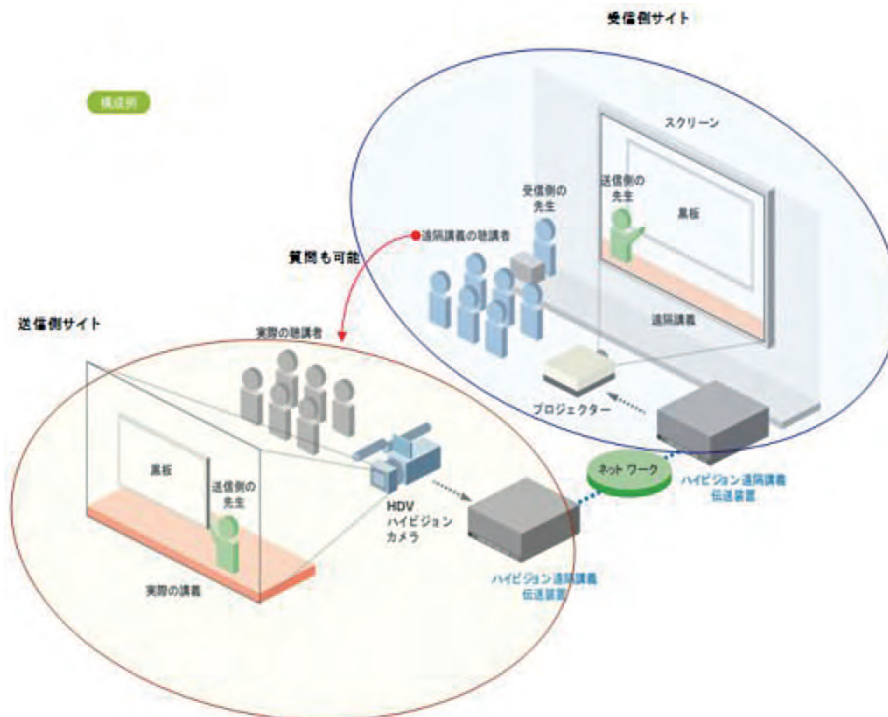 受信側サイト
構成例
スクリーン
受信側の
先生
送信側の
先生
黒板
遠隔講義の聴講者
質問も可能
遠隔講義
送信側サイト
実際の聴講者
プロジェクター
ネットワーク
ハイビジョン遠隔講義
伝送装置
黒板
送信側の
先生
HDV
ハイビジョン
カメラ
ハイビジョン遠隔講義
伝送装置
実際の講義